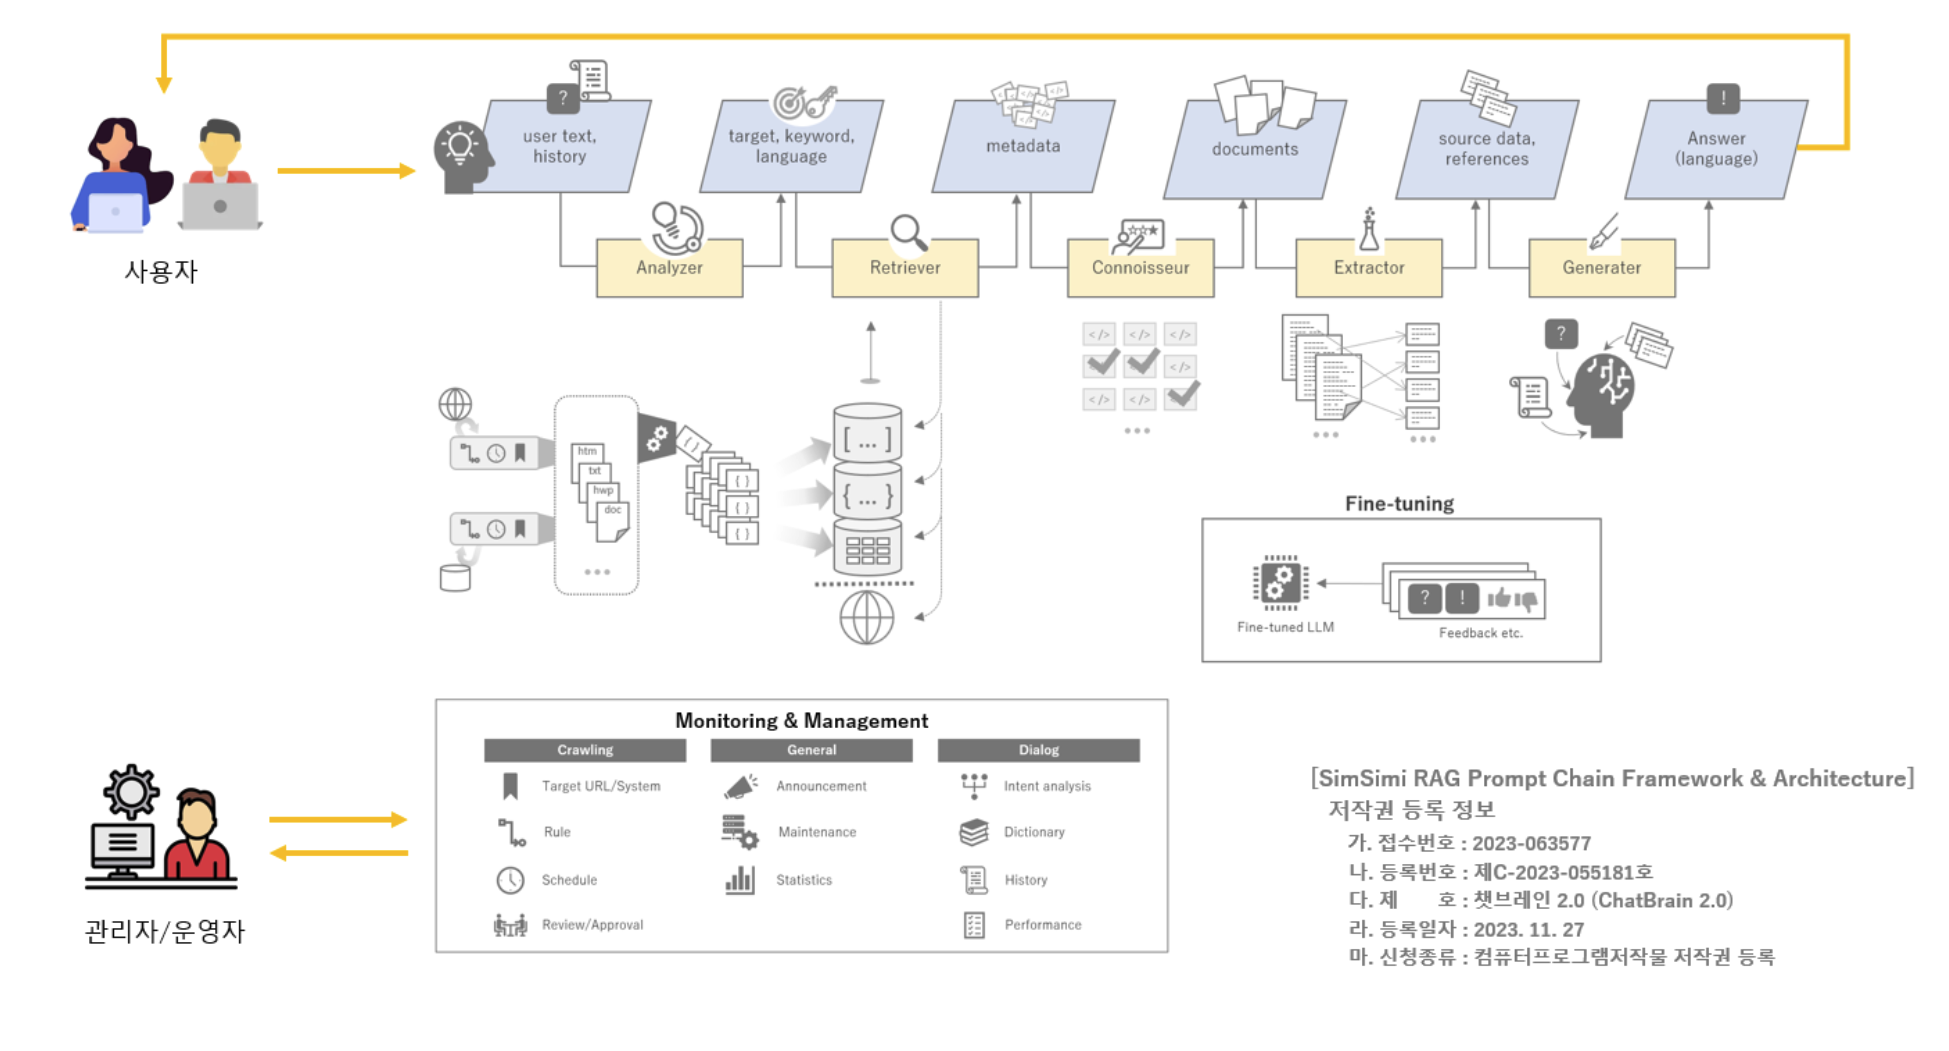 ?
user text,
history
target, keyword,
language
</>
metadata
documents
source data,
references
!
Answer
(language)
사용자
Analyzer
Retriever
Connoisseur
Extractor
Generater
</> </> </>
</>
</> </>
?
htm
txt
hwp
doc
{ }
{ }
{ }
{ }
[ ... ]
{ ... }
Fine-tuning
? !
Fine-tuned LLM
Feedback etc.
Monitoring & Management
Crawling
General
Dialog
Target URL/System
Announcement
Intent analysis
Rule
Maintenance
Dictionary
Schedule
Statistics
History
Review/Approval
Performance
관리자/운영자
[SimSimi RAG Prompt Chain Framework & Architecture]
저작권 등록 정보
가. 접수번호 : 2023-063577
나. 등록번호 : 제C-2023-055181호
다. 제 호 : 챗브레인 2.0 (ChatBrain 2.0)
라. 등록일자 : 2023. 11. 27
마. 신청종류 : 컴퓨터프로그램저작물 저작권 등록